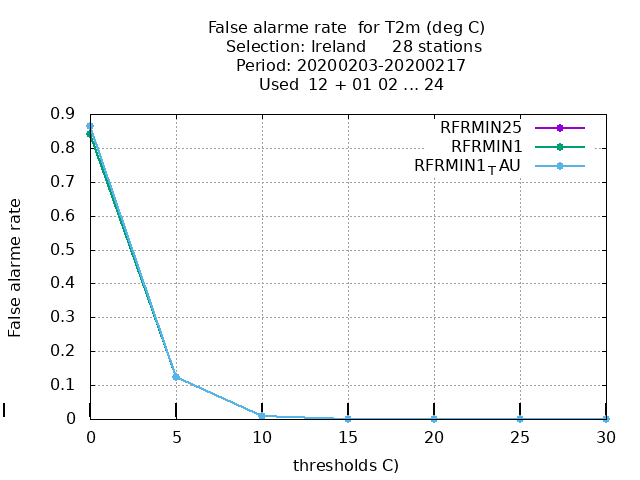 False alarme rate  for T2m (deg C)
Selection: Ireland     28 stations
Period: 20200203-20200217
Used  12 + 01 02 ... 24
RFRMIN25
RFRMIN1
RFRMIN1TAU
False alarme rate
0.9
0.8
0.7
0.6
0.5
0.4
0.3
0.2
0.1
0
0 5 10 15 20 25 30
thresholds C)